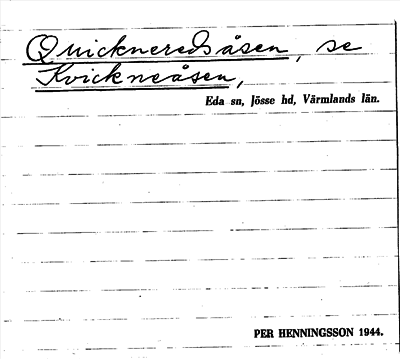 Quickneredsåsen, se
Kvickneåsen,
Eda sn, Jösse hd, Värmlands län.
PER HENNINGSSON 1944.